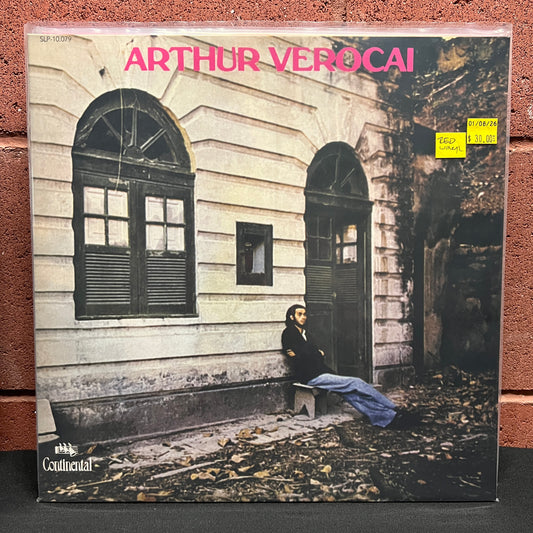 SLP-10.079
ARTHUR VEROCAI
01/08/26
$ 30.00
RED
VINYL
Continental